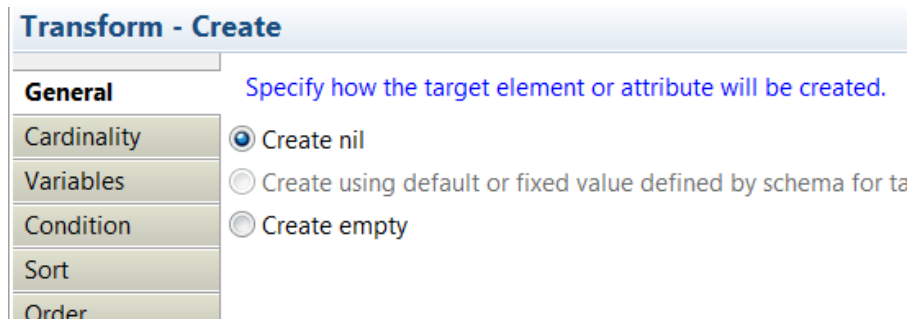 Transform - Create
General
Specify how the target element or attribute will be created.
Cardinality
Create nil
Variables
Create using default or fixed value defined by schema for ta
Condition
Create empty
Sort
Order